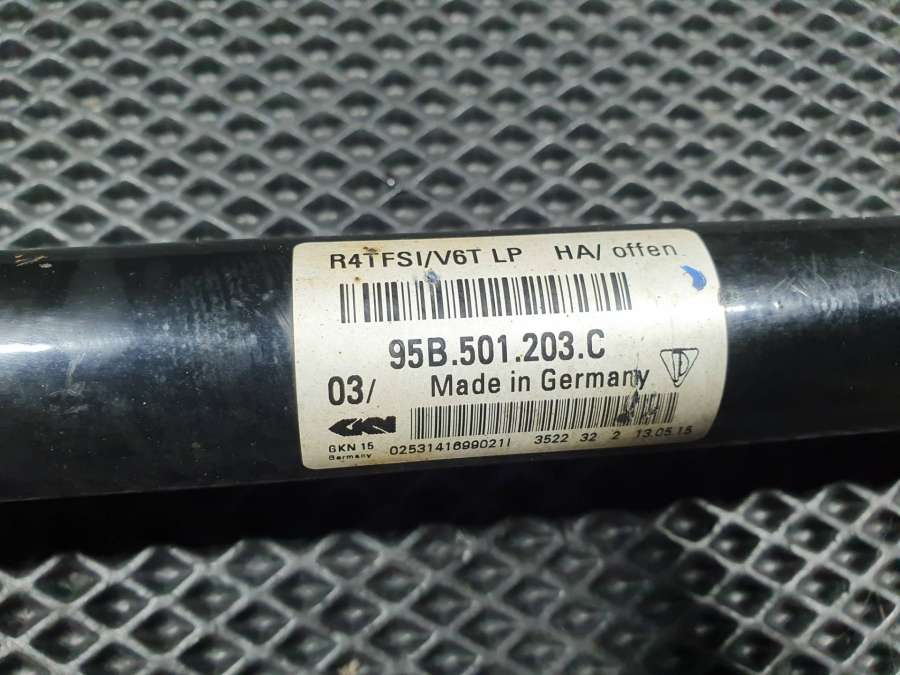 R4TFSI/V6T LP HA/ offen
95B.501.203.C
03/ Made in Germany
GKN
GKN 15 0253141699021I 3522 32 2 13.05.15
Germany